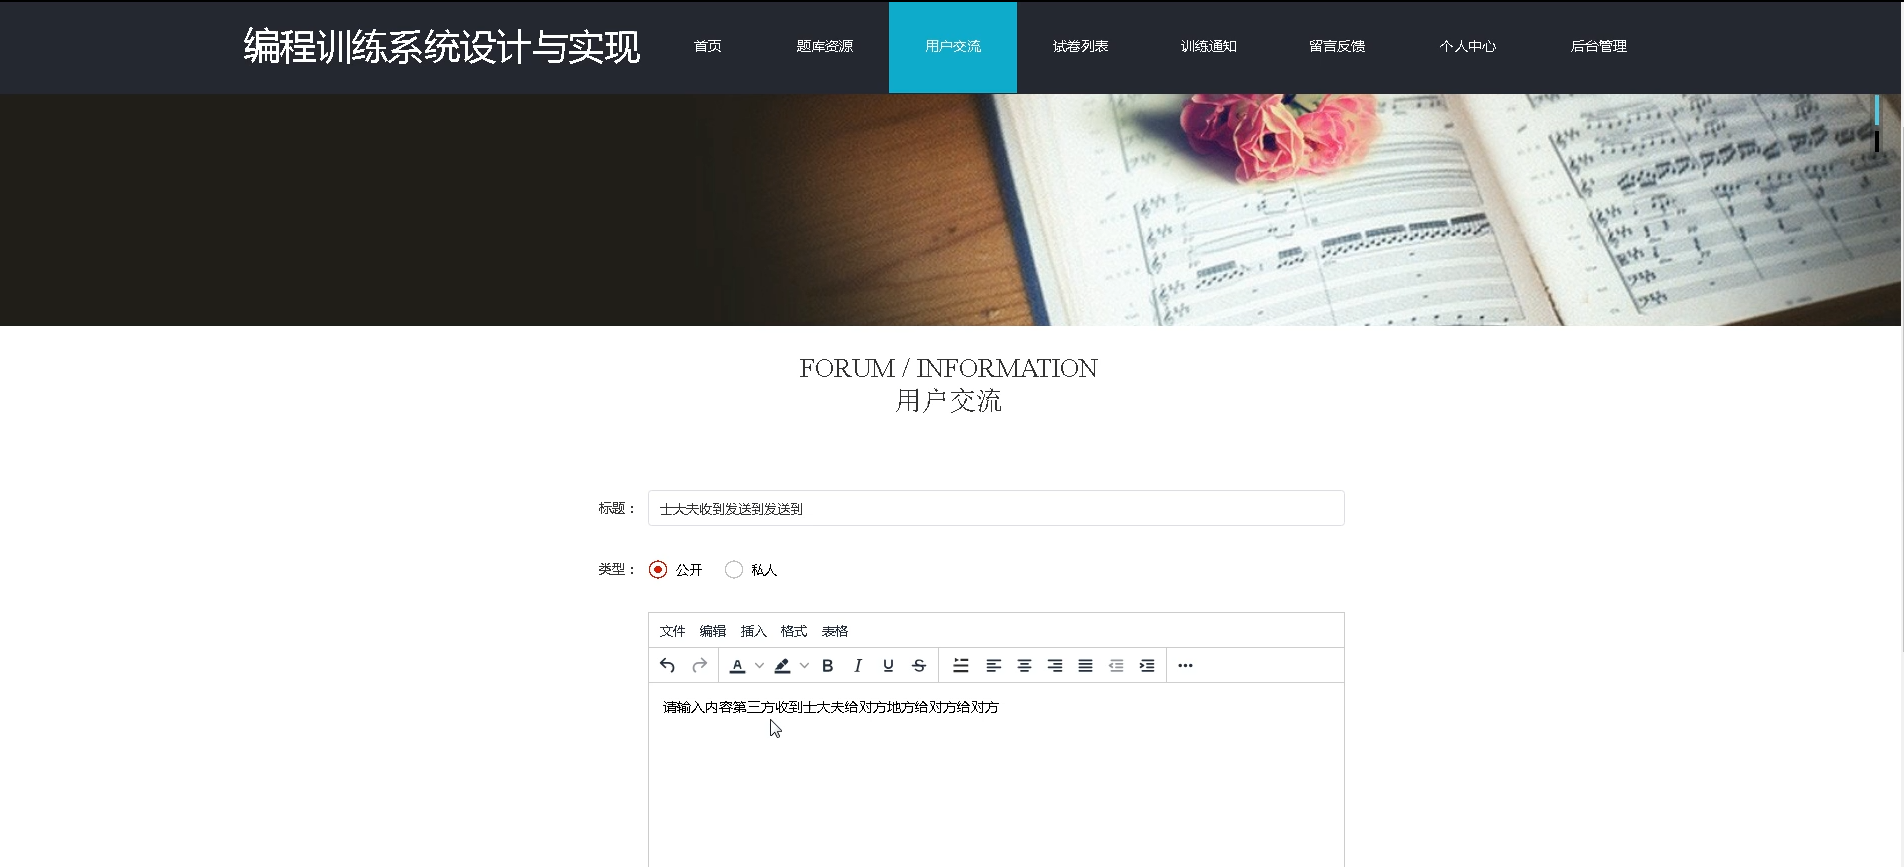 编程训练系统设计与实现 首页 题库资源 用户交流 试卷列表 训练通知 留言反馈 个人中心 后台管理
FORUM / INFORMATION
用户交流
标题： 士大夫收到发送到发送到
类型： 公开 私人
文件 编辑 插入 格式 表格
请输入内容第三方收到士大夫给对方地方给对方给对方